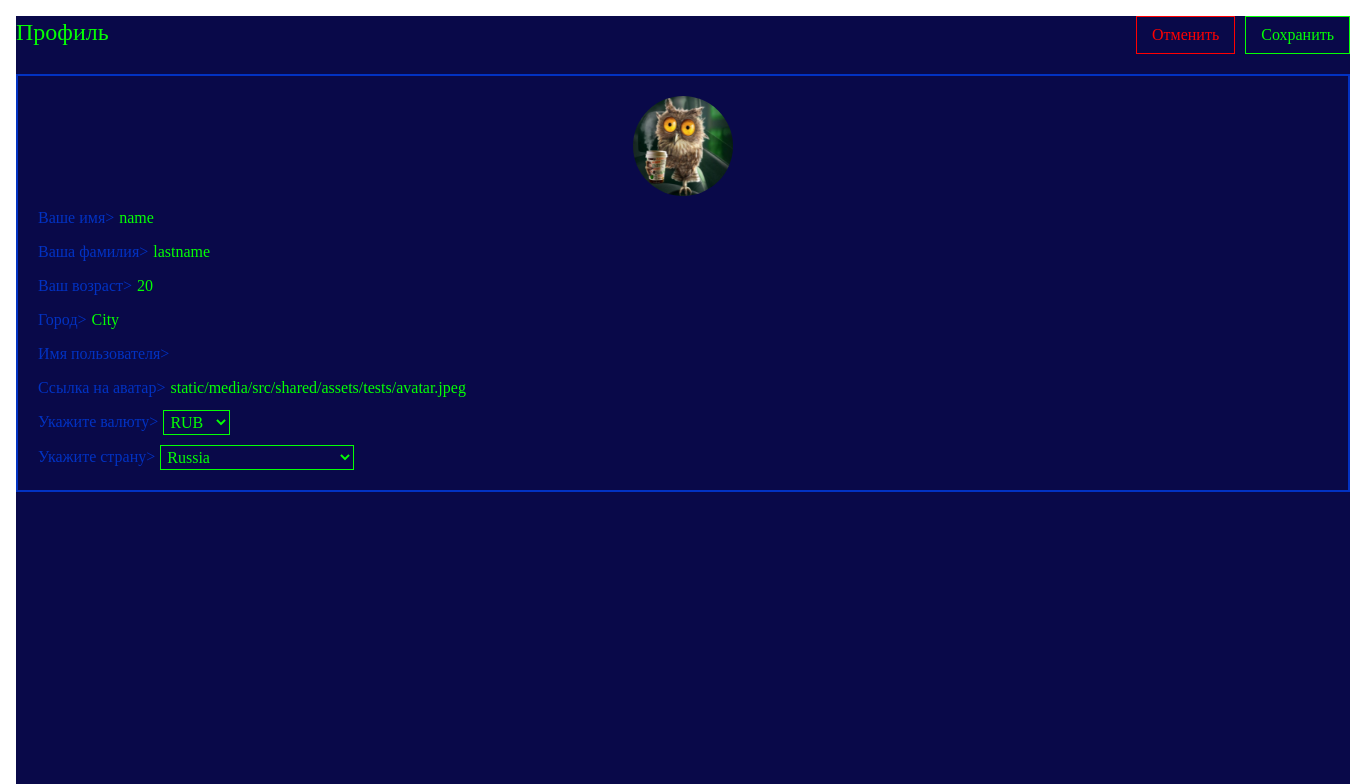 Профиль
Отменить
Сохранить
Ваше имя> name
Ваша фамилия> lastname
Ваш возраст> 20
Город> City
Имя пользователя>
Ссылка на аватар> static/media/src/shared/assets/tests/avatar.jpeg
Укажите валюту> RUB
Укажите страну> Russia